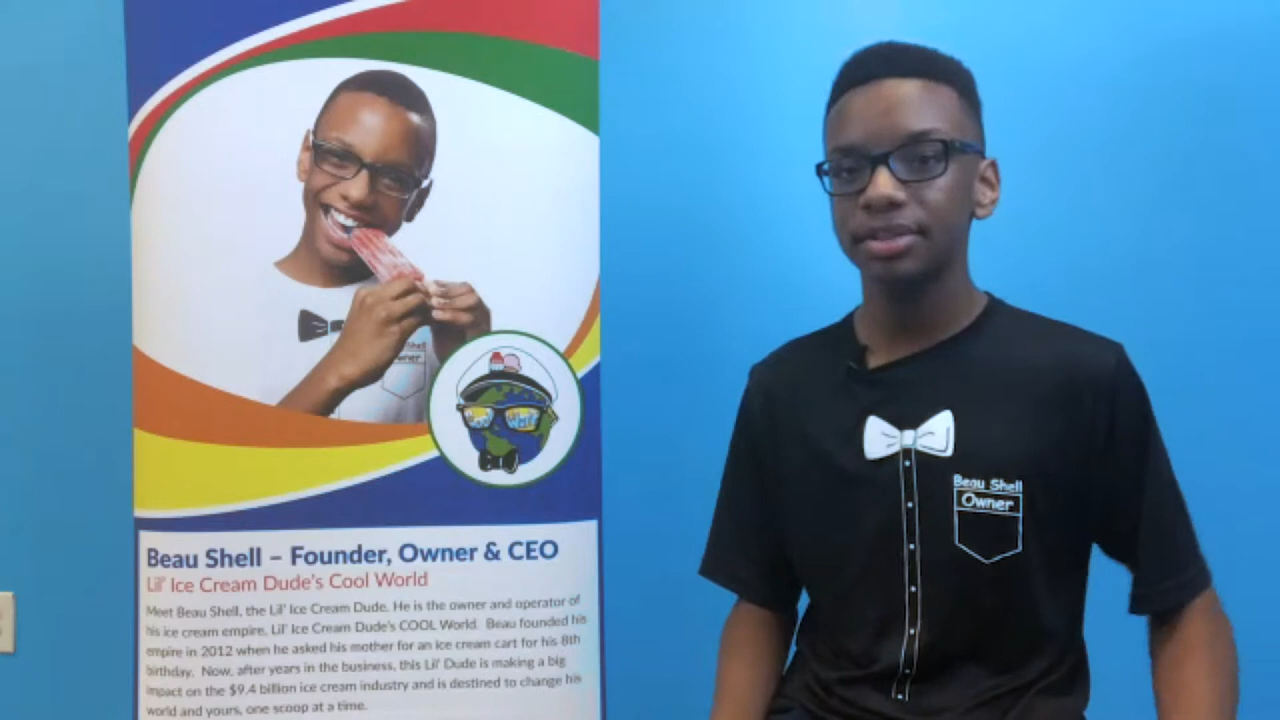 Beau Shell – Founder, Owner & CEO
Lil' Ice Cream Dude's Cool World
Meet Beau Shell, the Lil' Ice Cream Dude. He is the owner and operator of
his ice cream empire, Lil' Ice Cream Dude's COOL World. Beau founded his
empire in 2012 when he asked his mother for an ice cream cart for his 8th
birthday. Now, after years in the business, this Lil' Dude is making a big
impact on the $9.4 billion ice cream industry and is destined to change his
world and yours, one scoop at a time.
Beau Shell
Owner